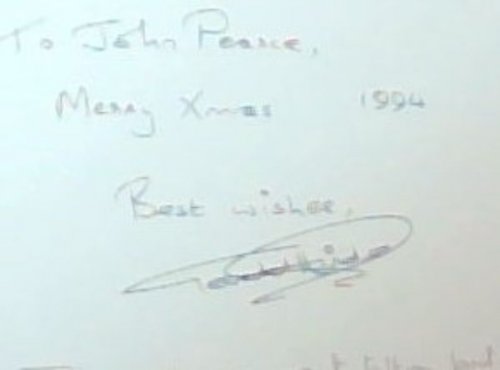 To John Pearce,
Merry Xmas 1994
Best wishes,